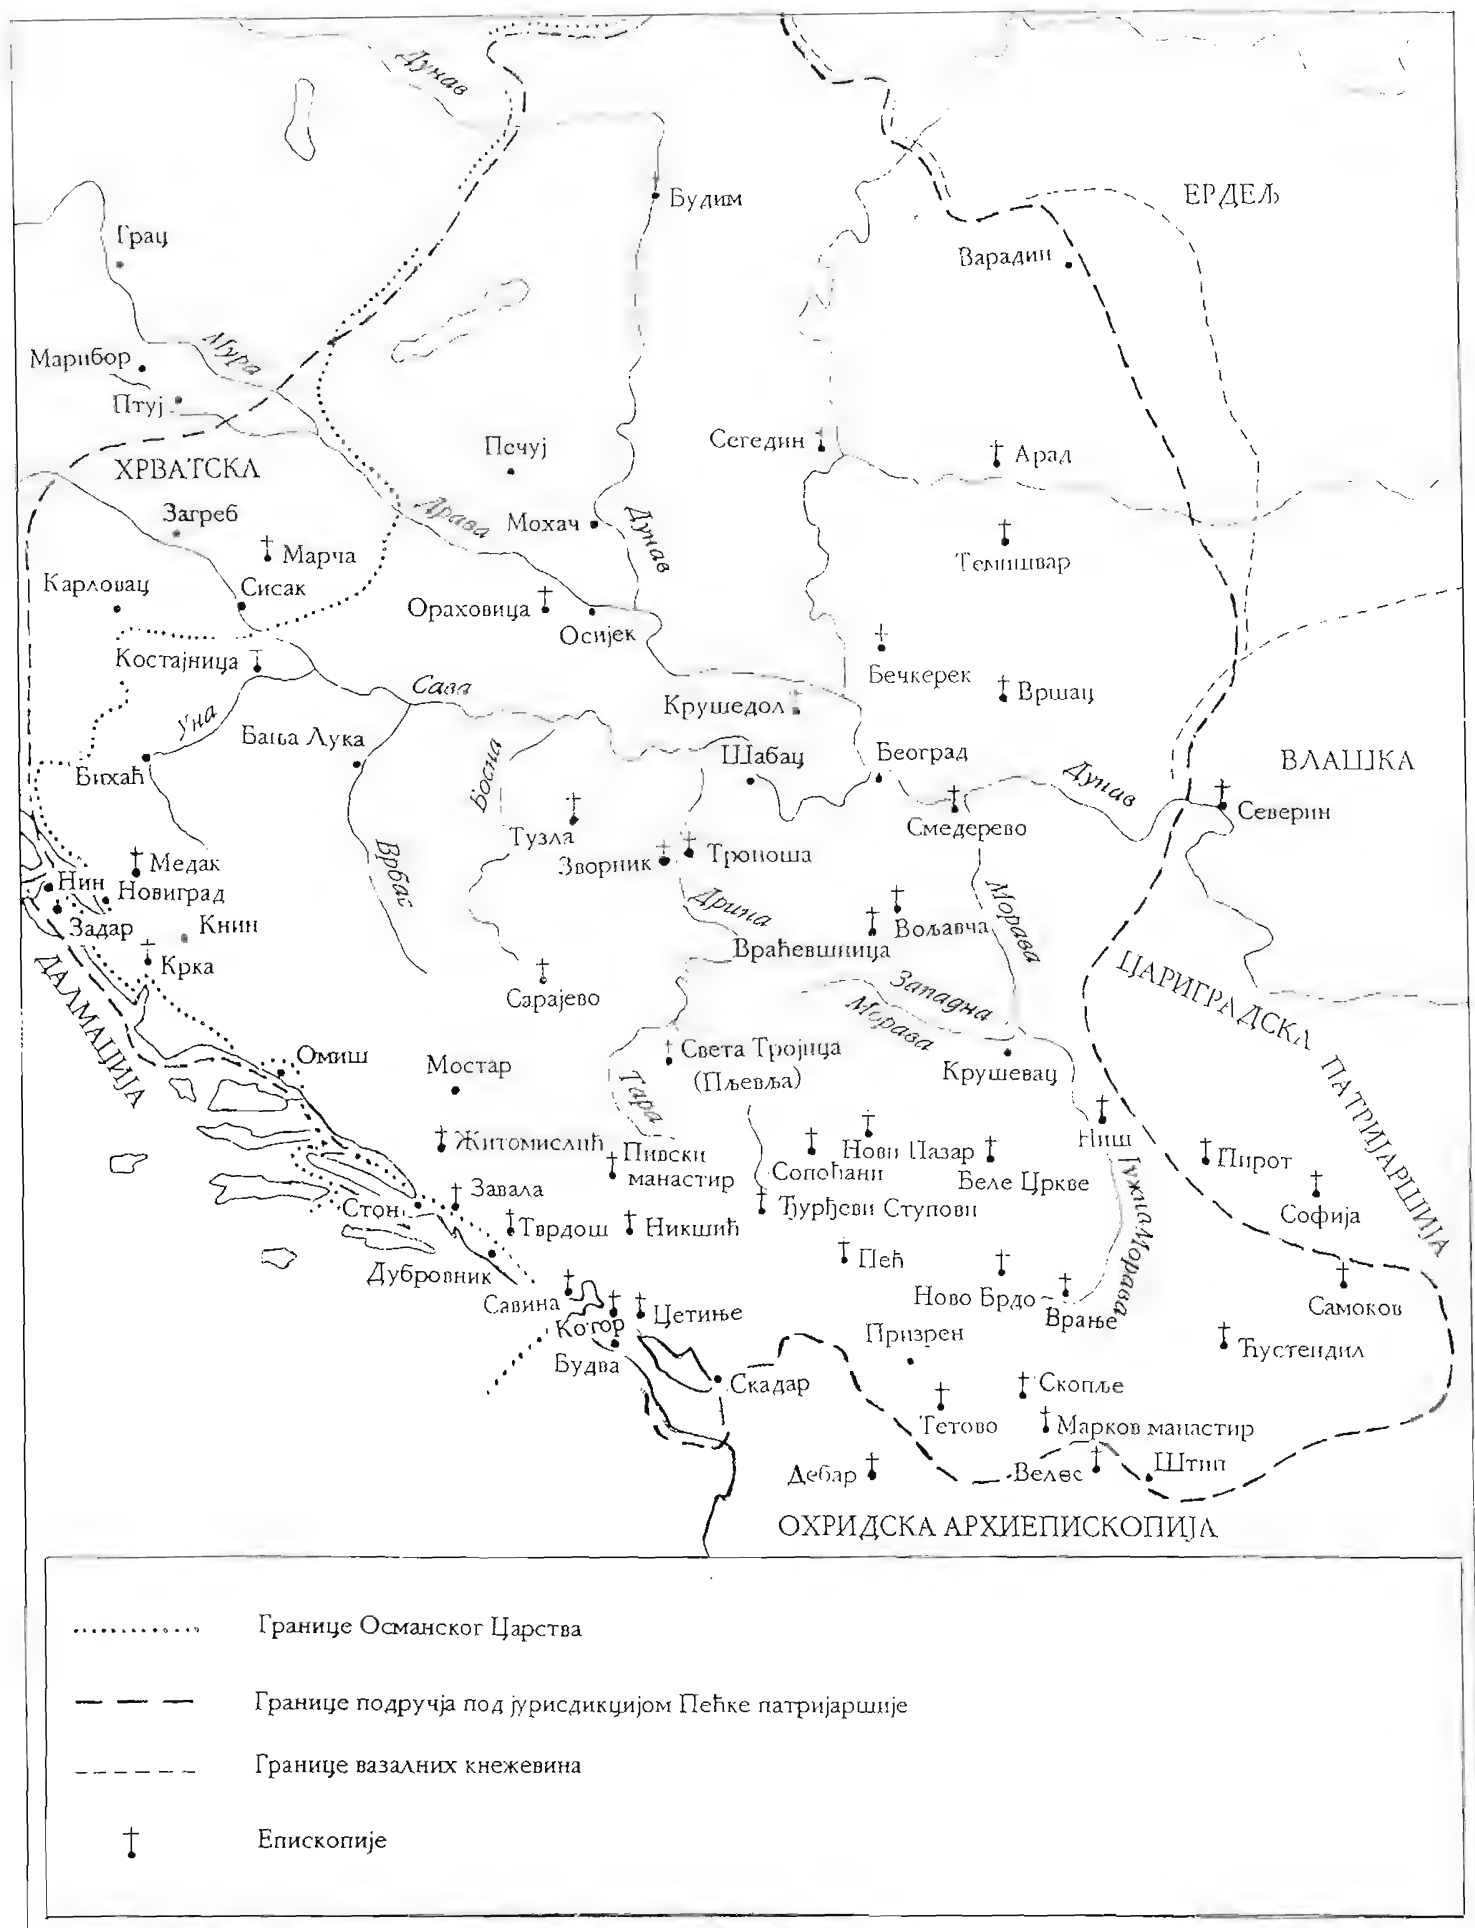 Дунав
Будим
ЕРДЕЉ
Грац
Варадин
Марибор
Мура
Птуј
ХРВАТСКА
Печуј
Сегедин
Арад
Загреб
Драва
Мохач
Дунав
Марча
Темишвар
Карловац
Сисак
Ораховица
Осијек
Костајница
Бечкерек
Вршац
Сава
Крушедол
Уна
Бања Лука
Босна
Шабац
Београд
Дунав
ВЛАШКА
Бихаћ
Северин
Тузла
Смедерево
Медак
Врбас
Зворник
Троноша
Нин
Новиград
Дрина
Вољавча
Морава
Задар
Книн
Враћевшница
Крка
ДАЛМАЦИЈА
Сарајево
Западна
Морава
ЦАРИГРАДСКА ПАТРИЈАРШИЈА
Омиш
Мостар
Света Тројица
(Пљевља)
Крушевац
Тара
Житомислић
Пивски
манастир
Нови Пазар
Сопоћани
Беле Цркве
Ниш
Пирот
Јужна Морава
Завала
Стон
Ђурђеви Ступови
Софија
Тврдош
Никшић
Пећ
Дубровник
Савина
Цетиње
Ново Брдо
Врање
Самоков
Котор
Будва
Призрен
Ћустендил
Скадар
Скопље
Тетово
Марков манастир
Дебар
Велес
Штип
ОХРИДСКА АРХИЕПИСКОПИЈА
Границе Османског Царства
Границе подручја под јурисдикцијом Пећке патријаршије
Границе вазалних кнежевина
Епископије